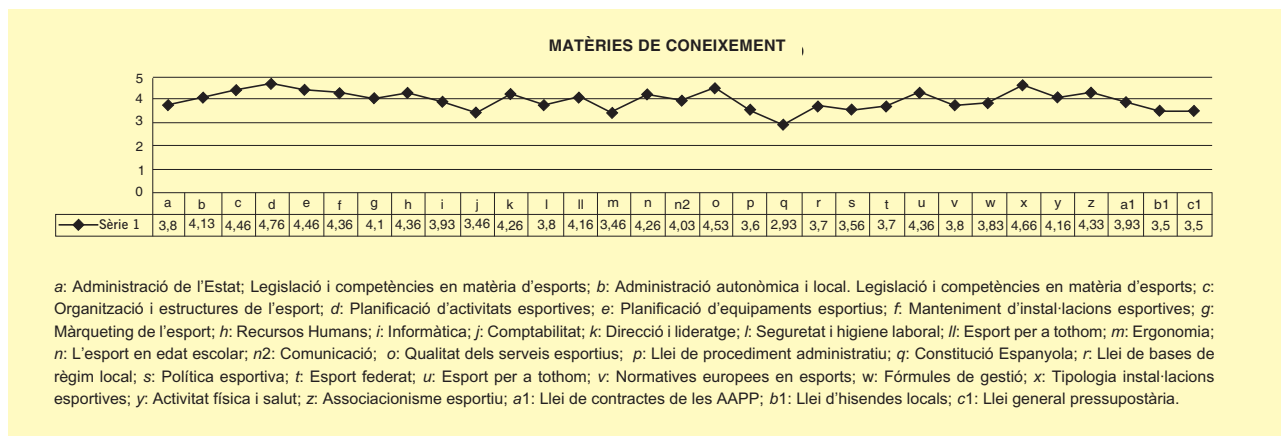 MATÈRIES DE CONEIXEMENT
5
4
3
2
1
0
a b c d e f g h i j k l ll m n n2 o p q r s t u v w x y z a1 b1 c1
Sèrie 1 3,8 4,13 4,46 4,76 4,46 4,36 4,1 4,36 3,93 3,46 4,26 3,8 4,16 3,46 4,26 4,03 4,53 3,6 2,93 3,7 3,56 3,7 4,36 3,8 3,83 4,66 4,16 4,33 3,93 3,5 3,5
a: Administració de l'Estat; Legislació i competències en matèria d'esports; b: Administració autonòmica i local. Legislació i competències en matèria d'esports; c:
Organització i estructures de l'esport; d: Planificació d'activitats esportives; e: Planificació d'equipaments esportius; f: Manteniment d'instal·lacions esportives; g:
Màrqueting de l'esport; h: Recursos Humans; i: Informàtica; j: Comptabilitat; k: Direcció i lideratge; l: Seguretat i higiene laboral; ll: Esport per a tothom; m: Ergonomia;
n: L'esport en edat escolar; n2: Comunicació; o: Qualitat dels serveis esportius; p: Llei de procediment administratiu; q: Constitució Espanyola; r: Llei de bases de
règim local; s: Política esportiva; t: Esport federat; u: Esport per a tothom; v: Normatives europees en esports; w: Fórmules de gestió; x: Tipologia instal·lacions
esportives; y: Activitat física i salut; z: Associacionisme esportiu; a1: Llei de contractes de les AAPP; b1: Llei d'hisendes locals; c1: Llei general pressupostària.